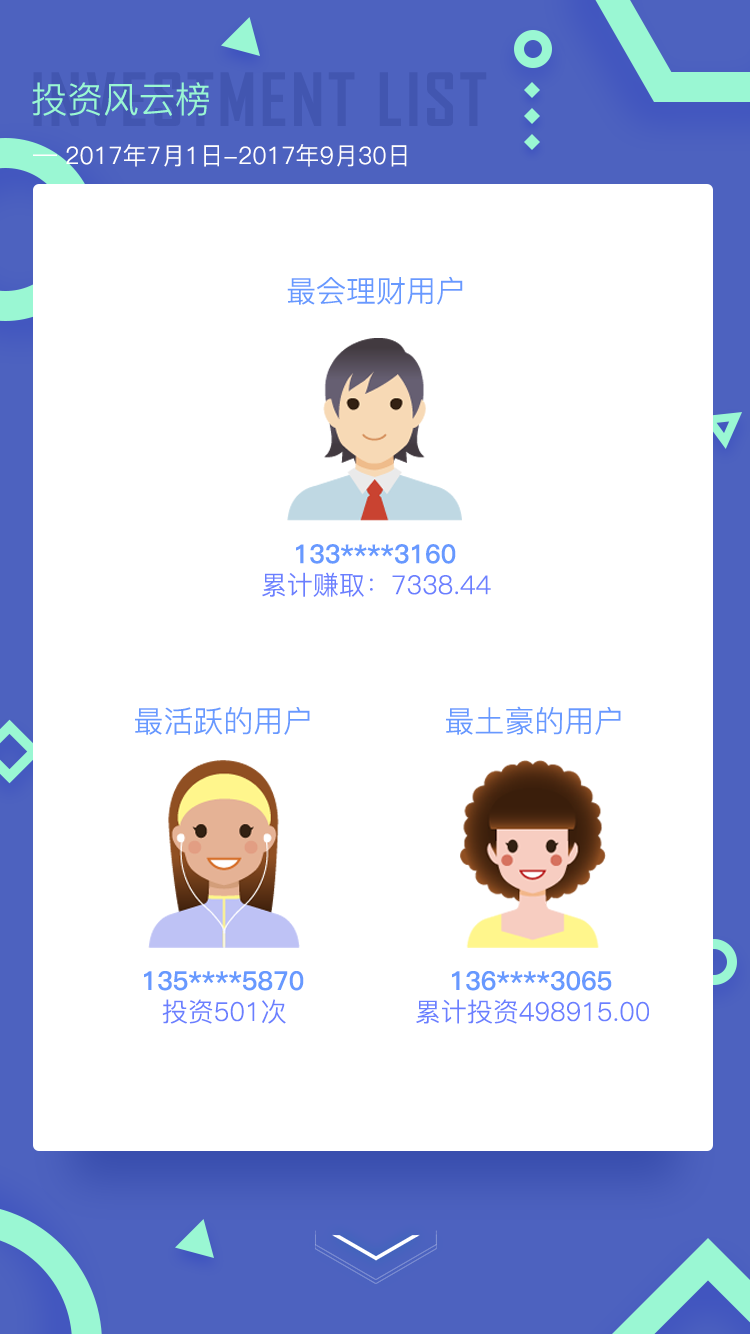 INVESTMENT LIST
投资风云榜
— 2017年7月1日–2017年9月30日
最会理财用户
133****3160
累计赚取：7338.44
最活跃的用户
135****5870
投资501次
最土豪的用户
136****3065
累计投资498915.00